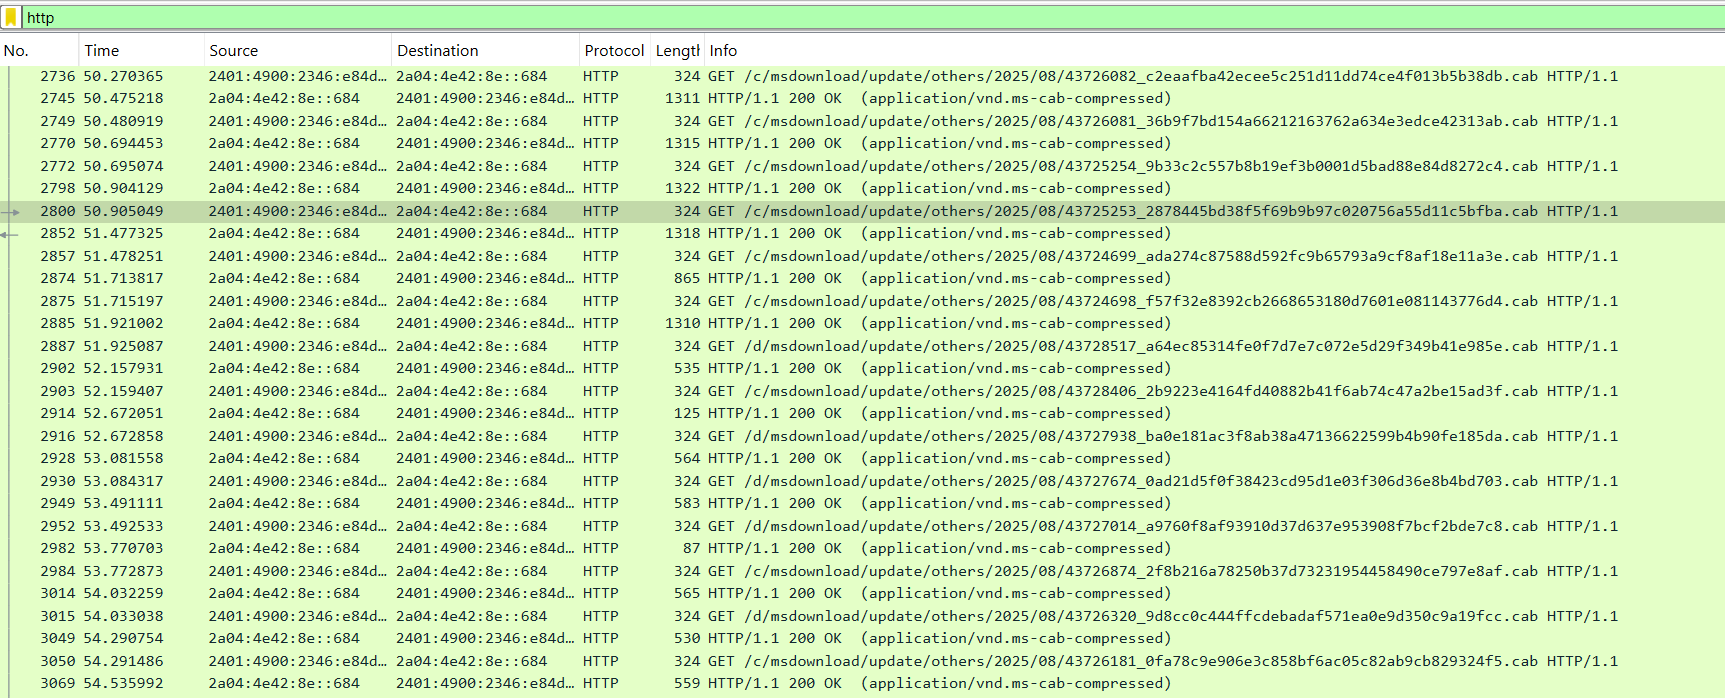 http
No. Time Source Destination Protocol Lengtl Info
2736 50.270365 2401:4900:2346:e84d… 2a04:4e42:8e::684 HTTP 324 GET /c/msdownload/update/others/2025/08/43726082_c2eaafba42ecee5c251d11dd74ce4f013b5b38db.cab HTTP/1.1
2745 50.475218 2a04:4e42:8e::684 2401:4900:2346:e84d… HTTP 1311 HTTP/1.1 200 OK (application/vnd.ms-cab-compressed)
2749 50.480919 2401:4900:2346:e84d… 2a04:4e42:8e::684 HTTP 324 GET /c/msdownload/update/others/2025/08/43726081_36b9f7bd154a66212163762a634e3edce42313ab.cab HTTP/1.1
2770 50.694453 2a04:4e42:8e::684 2401:4900:2346:e84d… HTTP 1315 HTTP/1.1 200 OK (application/vnd.ms-cab-compressed)
2772 50.695074 2401:4900:2346:e84d… 2a04:4e42:8e::684 HTTP 324 GET /c/msdownload/update/others/2025/08/43725254_9b33c2c557b8b19ef3b0001d5bad88e84d8272c4.cab HTTP/1.1
2798 50.904129 2a04:4e42:8e::684 2401:4900:2346:e84d… HTTP 1322 HTTP/1.1 200 OK (application/vnd.ms-cab-compressed)
2800 50.905049 2401:4900:2346:e84d… 2a04:4e42:8e::684 HTTP 324 GET /c/msdownload/update/others/2025/08/43725253_2878445bd38f5f69b9b97c020756a55d11c5bfba.cab HTTP/1.1
2852 51.477325 2a04:4e42:8e::684 2401:4900:2346:e84d… HTTP 1318 HTTP/1.1 200 OK (application/vnd.ms-cab-compressed)
2857 51.478251 2401:4900:2346:e84d… 2a04:4e42:8e::684 HTTP 324 GET /c/msdownload/update/others/2025/08/43724699_ada274c87588d592fc9b65793a9cf8af18e11a3e.cab HTTP/1.1
2874 51.713817 2a04:4e42:8e::684 2401:4900:2346:e84d… HTTP 865 HTTP/1.1 200 OK (application/vnd.ms-cab-compressed)
2875 51.715197 2401:4900:2346:e84d… 2a04:4e42:8e::684 HTTP 324 GET /c/msdownload/update/others/2025/08/43724698_f57f32e8392cb2668653180d7601e081143776d4.cab HTTP/1.1
2885 51.921002 2a04:4e42:8e::684 2401:4900:2346:e84d… HTTP 1310 HTTP/1.1 200 OK (application/vnd.ms-cab-compressed)
2887 51.925087 2401:4900:2346:e84d… 2a04:4e42:8e::684 HTTP 324 GET /d/msdownload/update/others/2025/08/43728517_a64ec85314fe0f7d7e7c072e5d29f349b41e985e.cab HTTP/1.1
2902 52.157931 2a04:4e42:8e::684 2401:4900:2346:e84d… HTTP 535 HTTP/1.1 200 OK (application/vnd.ms-cab-compressed)
2903 52.159407 2401:4900:2346:e84d… 2a04:4e42:8e::684 HTTP 324 GET /c/msdownload/update/others/2025/08/43728406_2b9223e4164fd40882b41f6ab74c47a2be15ad3f.cab HTTP/1.1
2914 52.672051 2a04:4e42:8e::684 2401:4900:2346:e84d… HTTP 125 HTTP/1.1 200 OK (application/vnd.ms-cab-compressed)
2916 52.672858 2401:4900:2346:e84d… 2a04:4e42:8e::684 HTTP 324 GET /d/msdownload/update/others/2025/08/43727938_ba0e181ac3f8ab38a47136622599b4b90fe185da.cab HTTP/1.1
2928 53.081558 2a04:4e42:8e::684 2401:4900:2346:e84d… HTTP 564 HTTP/1.1 200 OK (application/vnd.ms-cab-compressed)
2930 53.084317 2401:4900:2346:e84d… 2a04:4e42:8e::684 HTTP 324 GET /d/msdownload/update/others/2025/08/43727674_0ad21d5f0f38423cd95d1e03f306d36e8b4bd703.cab HTTP/1.1
2949 53.491111 2a04:4e42:8e::684 2401:4900:2346:e84d… HTTP 583 HTTP/1.1 200 OK (application/vnd.ms-cab-compressed)
2952 53.492533 2401:4900:2346:e84d… 2a04:4e42:8e::684 HTTP 324 GET /d/msdownload/update/others/2025/08/43727014_a9760f8af93910d37d637e953908f7bcf2bde7c8.cab HTTP/1.1
2982 53.770703 2a04:4e42:8e::684 2401:4900:2346:e84d… HTTP 87 HTTP/1.1 200 OK (application/vnd.ms-cab-compressed)
2984 53.772873 2401:4900:2346:e84d… 2a04:4e42:8e::684 HTTP 324 GET /c/msdownload/update/others/2025/08/43726874_2f8b216a78250b37d73231954458490ce797e8af.cab HTTP/1.1
3014 54.032259 2a04:4e42:8e::684 2401:4900:2346:e84d… HTTP 565 HTTP/1.1 200 OK (application/vnd.ms-cab-compressed)
3015 54.033038 2401:4900:2346:e84d… 2a04:4e42:8e::684 HTTP 324 GET /d/msdownload/update/others/2025/08/43726320_9d8cc0c444ffcdebadaf571ea0e9d350c9a19fcc.cab HTTP/1.1
3049 54.290754 2a04:4e42:8e::684 2401:4900:2346:e84d… HTTP 530 HTTP/1.1 200 OK (application/vnd.ms-cab-compressed)
3050 54.291486 2401:4900:2346:e84d… 2a04:4e42:8e::684 HTTP 324 GET /c/msdownload/update/others/2025/08/43726181_0fa78c9e906e3c858bf6ac05c82ab9cb829324f5.cab HTTP/1.1
3069 54.535992 2a04:4e42:8e::684 2401:4900:2346:e84d… HTTP 559 HTTP/1.1 200 OK (application/vnd.ms-cab-compressed)